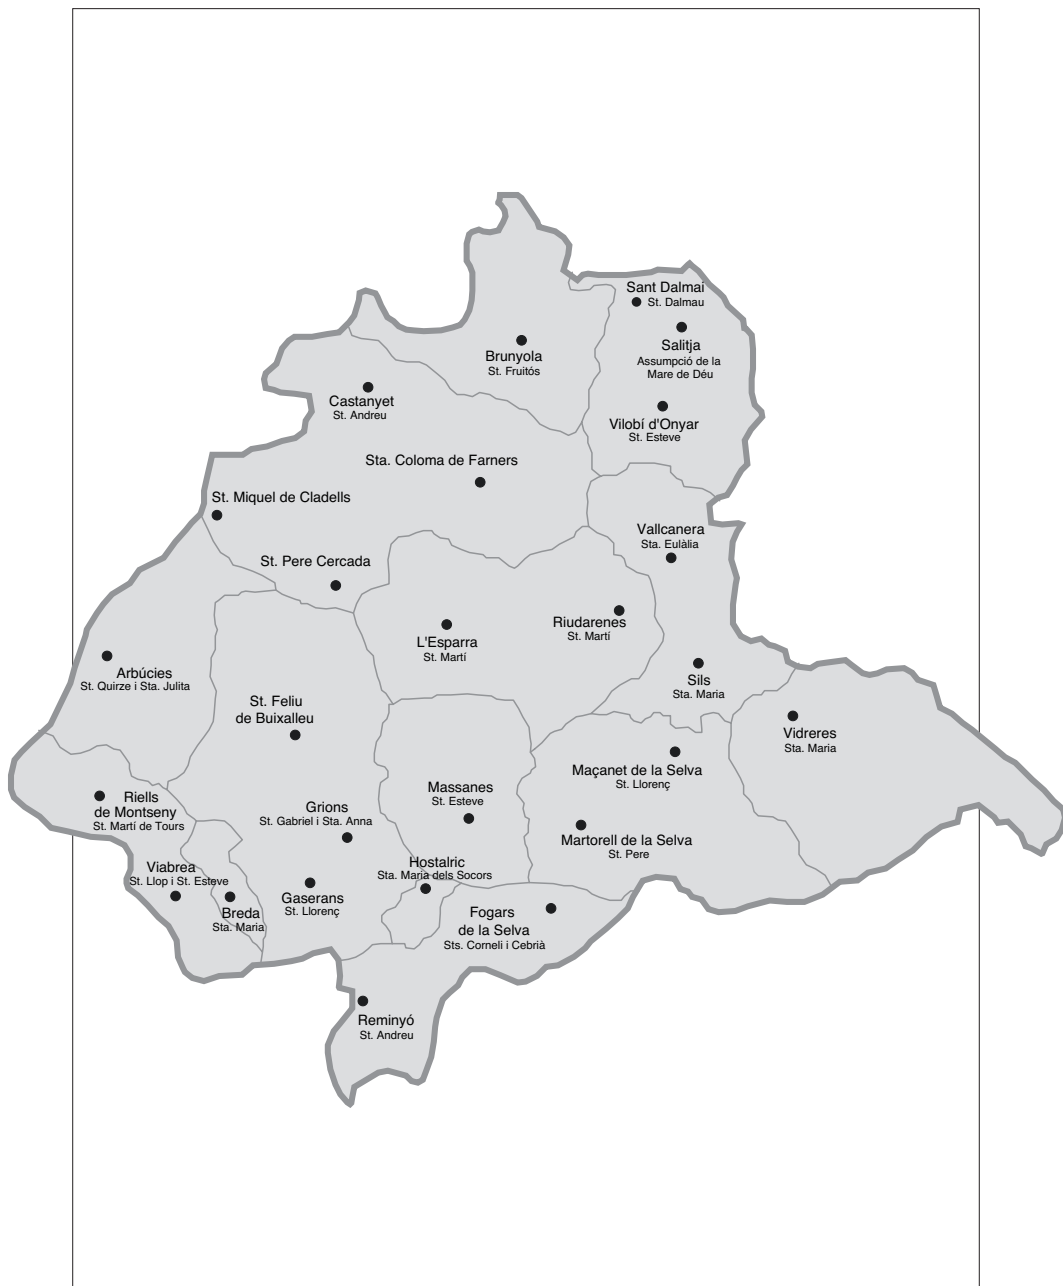 Sant Dalmai
St. Dalmau
Salitja
Assumpció de la
Mare de Déu
Brunyola
St. Fruitós
Castanyet
St. Andreu
Vilobí d'Onyar
St. Esteve
Sta. Coloma de Farners
St. Miquel de Cladells
Vallcanera
Sta. Eulàlia
St. Pere Cercada
Riudarenes
St. Martí
L'Esparra
St. Martí
Arbúcies
St. Quirze i Sta. Julita
Sils
Sta. Maria
St. Feliu
de Buixalleu
Vidreres
Sta. Maria
Maçanet de la Selva
St. Llorenç
Massanes
St. Esteve
Riells
de Montseny
St. Martí de Tours
Grions
St. Gabriel i Sta. Anna
Martorell de la Selva
St. Pere
Hostalric
Sta. Maria dels Socors
Viabrea
St. Llop i St. Esteve
Gaserans
St. Llorenç
Breda
Sta. Maria
Fogars
de la Selva
Sts. Corneli i Cebrià
Reminyó
St. Andreu